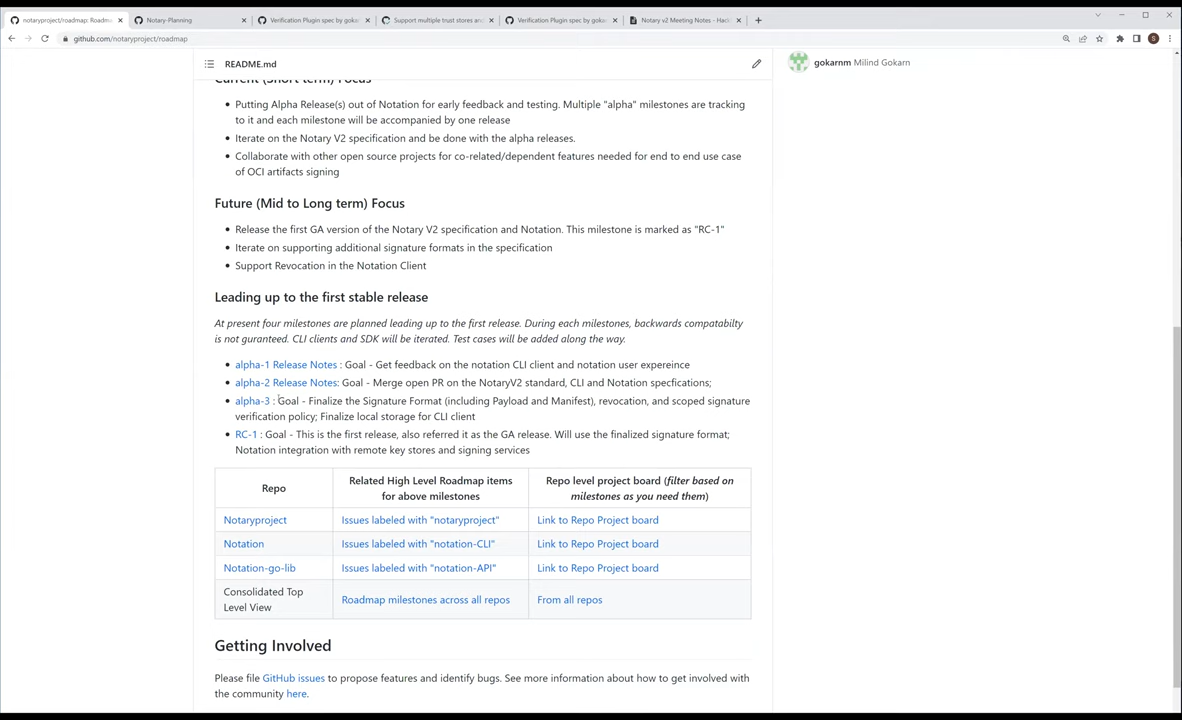 notaryproject/roadmap: Roadm
Notary-Planning
Verification Plugin spec by gokar
Support multiple trust stores and
Verification Plugin spec by gokar
Notary v2 Meeting Notes - Hac
github.com/notaryproject/roadmap
S
README.md
gokarnm Milind Gokarn
Current (Short term) Focus
Putting Alpha Release(s) out of Notation for early feedback and testing. Multiple "alpha" milestones are tracking
to it and each milestone will be accompanied by one release
Iterate on the Notary V2 specification and be done with the alpha releases.
Collaborate with other open source projects for co-related/dependent features needed for end to end use case
of OCI artifacts signing
Future (Mid to Long term) Focus
Release the first GA version of the Notary V2 specification and Notation. This milestone is marked as "RC-1"
Iterate on supporting additional signature formats in the specification
Support Revocation in the Notation Client
Leading up to the first stable release
At present four milestones are planned leading up to the first release. During each milestones, backwards compatabilty
is not guranteed. CLI clients and SDK will be iterated. Test cases will be added along the way.
alpha-1 Release Notes : Goal - Get feedback on the notation CLI client and notation user expereince
alpha-2 Release Notes: Goal - Merge open PR on the NotaryV2 standard, CLI and Notation specfications;
alpha-3 : Goal - Finalize the Signature Format (including Payload and Manifest), revocation, and scoped signature
verification policy; Finalize local storage for CLI client
RC-1 : Goal - This is the first release, also referred it as the GA release. Will use the finalized signature format;
Notation integration with remote key stores and signing services
Repo
Related High Level Roadmap items
for above milestones
Repo level project board (filter based on
milestones as you need them)
Notaryproject
Issues labeled with "notaryproject"
Link to Repo Project board
Notation
Issues labeled with "notation-CLI"
Link to Repo Project board
Notation-go-lib
Issues labeled with "notation-API"
Link to Repo Project board
Consolidated Top
Level View
Roadmap milestones across all repos
From all repos
Getting Involved
Please file GitHub issues to propose features and identify bugs. See more information about how to get involved with
the community here.